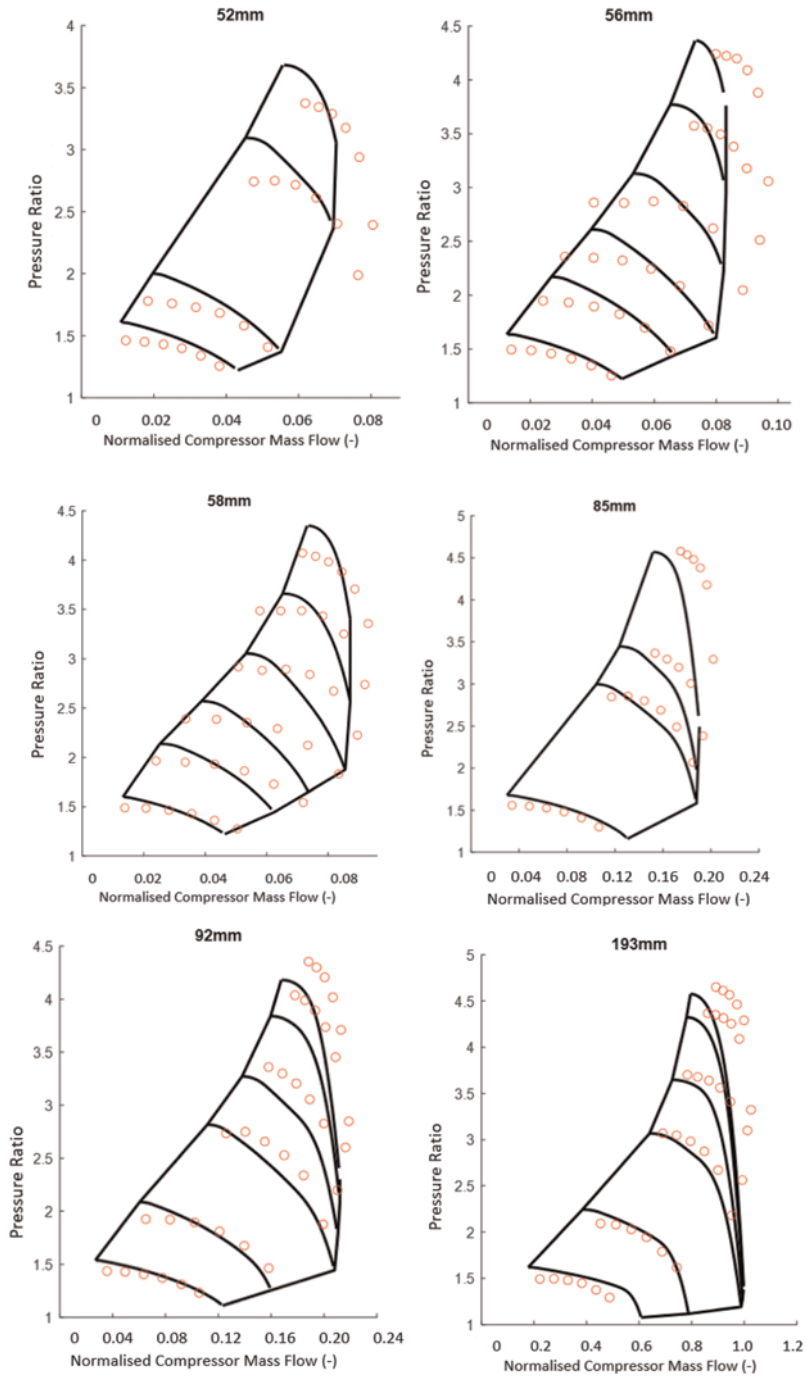 52mm
Pressure Ratio
4
3.5
3
2.5
2
1.5
1
0 0.02 0.04 0.06 0.08
Normalised Compressor Mass Flow (-)
56mm
Pressure Ratio
4.5
4
3.5
3
2.5
2
1.5
1
0 0.02 0.04 0.06 0.08 0.10
Normalised Compressor Mass Flow (-)
58mm
Pressure Ratio
4.5
4
3.5
3
2.5
2
1.5
1
0 0.02 0.04 0.06 0.08
Normalised Compressor Mass Flow (-)
85mm
Pressure Ratio
5
4.5
4
3.5
3
2.5
2
1.5
1
0 0.04 0.08 0.12 0.16 0.20 0.24
Normalised Compressor Mass Flow (-)
92mm
Pressure Ratio
4.5
4
3.5
3
2.5
2
1.5
1
0 0.04 0.08 0.12 0.16 0.20 0.24
Normalised Compressor Mass Flow (-)
193mm
Pressure Ratio
5
4.5
4
3.5
3
2.5
2
1.5
1
0 0.2 0.4 0.6 0.8 1.0 1.2
Normalised Compressor Mass Flow (-)